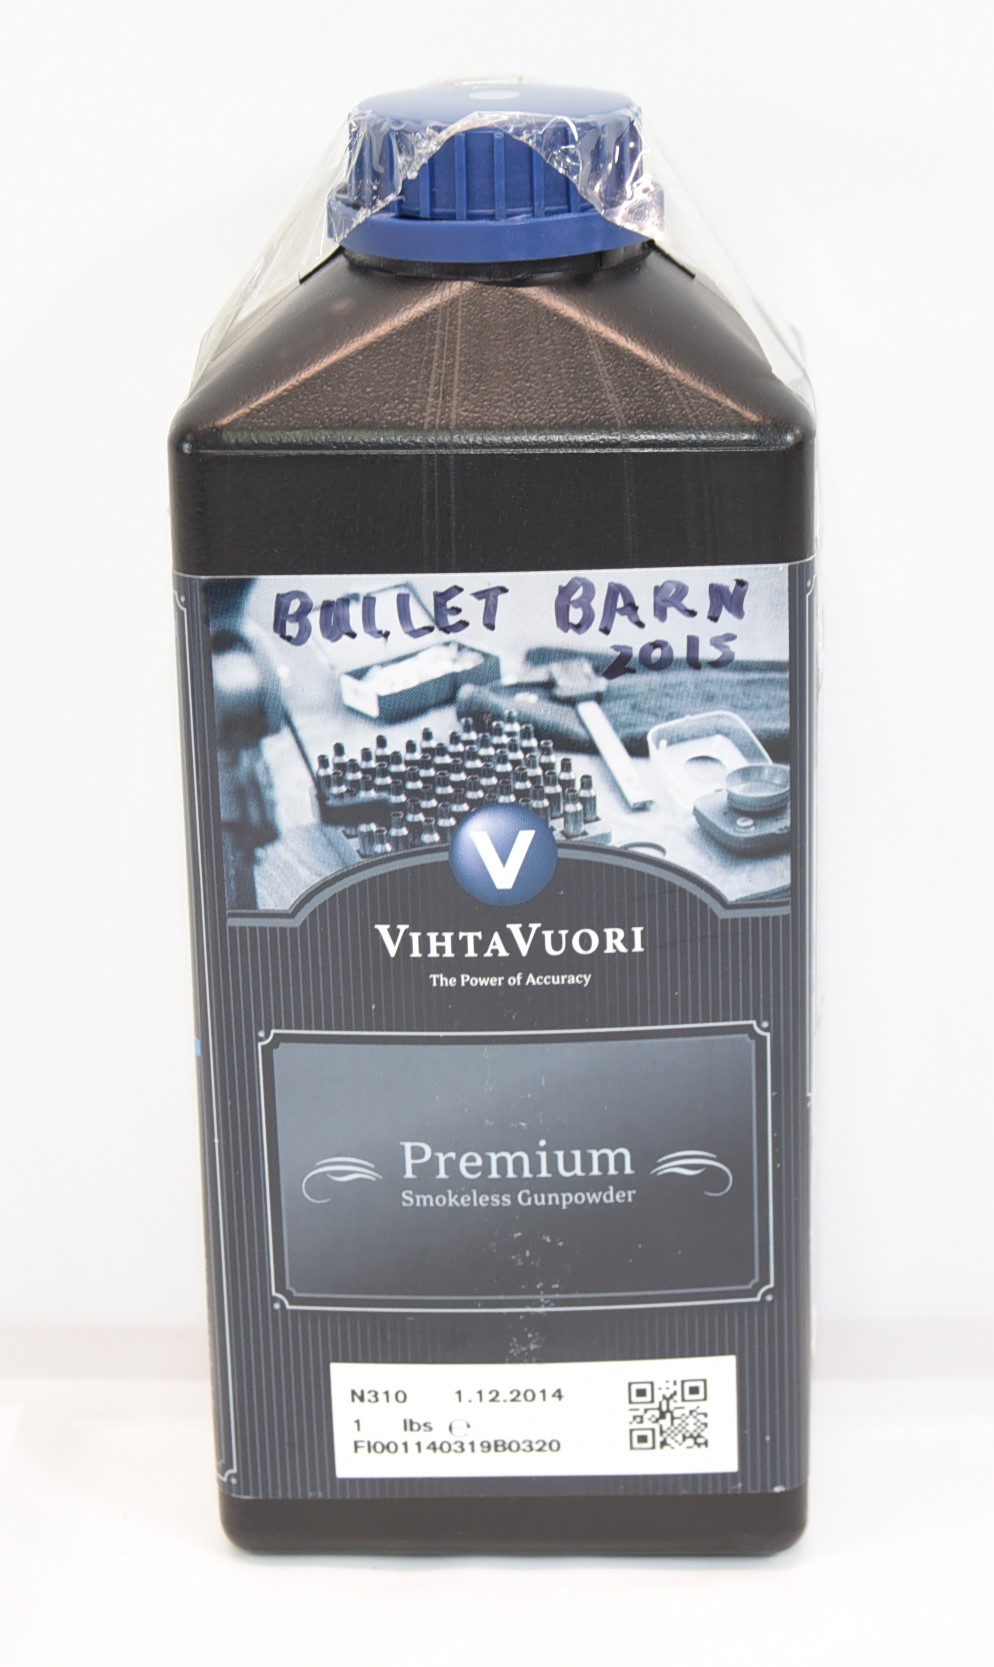 BULLET BARN
2015
V
VIHTAVUORI
The Power of Accuracy
Premium
Smokeless Gunpowder
N310 1.12.2014
1 lbs ℮
FI001140319B0320